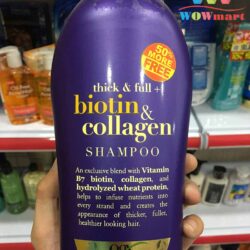 WOWmart
50%
MORE
FREE
thick & full +
biotin &
collagen
SHAMPOO
An exclusive blend with Vitamin
B7 biotin, collagen, and
hydrolyzed wheat protein,
helps to infuse nutrients into
every strand and creates the
appearance of thicker, fuller,
healthier looking hair.